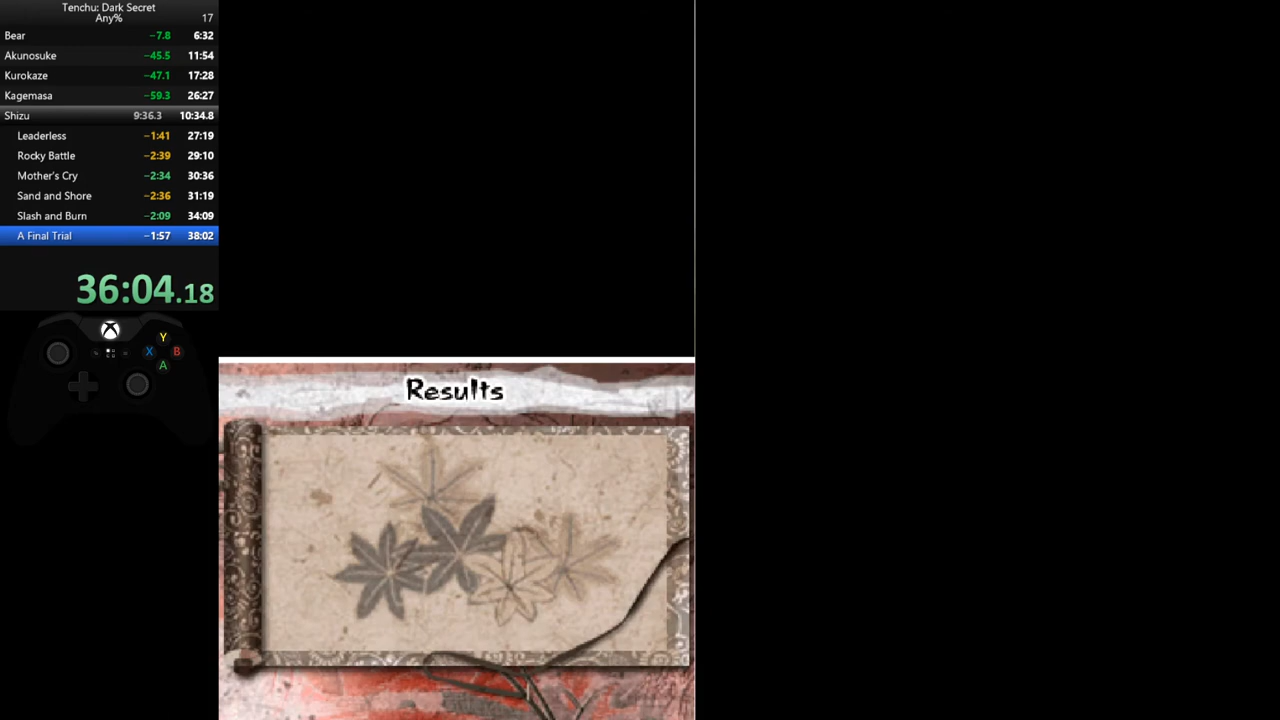 Tenchu: Dark Secret
Any% 17
Bear −7.8 6:32
Akunosuke −45.5 11:54
Kurokaze −47.1 17:28
Kagemasa −59.3 26:27
Shizu 9:36.3 10:34.8
Leaderless −1:41 27:19
Rocky Battle −2:39 29:10
Mother's Cry −2:34 30:36
Sand and Shore −2:36 31:19
Slash and Burn −2:09 34:09
A Final Trial −1:57 38:02
36:04.18
Y
X B
A
Results